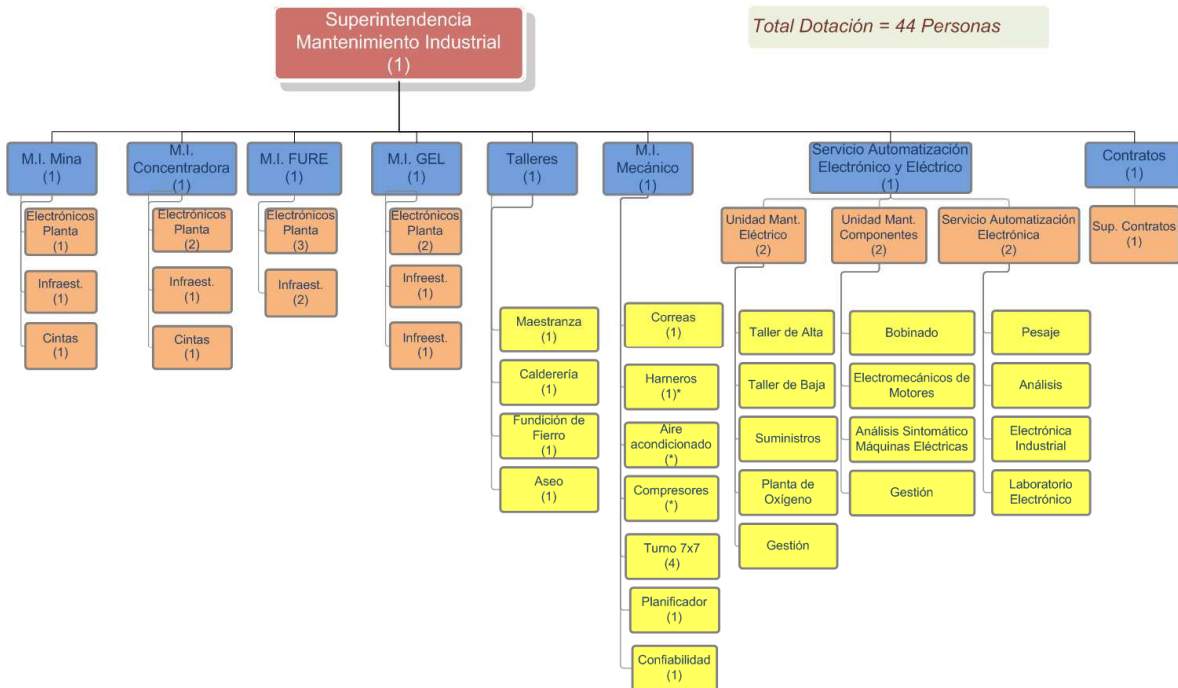 Superintendencia
Mantenimiento Industrial
(1)
Total Dotación = 44 Personas
M.I. Mina
(1)
M.I.
Concentradora
(1)
M.I. FURE
(1)
M.I. GEL
(1)
Talleres
(1)
M.I.
Mecánico
(1)
Servicio Automatización
Electrónico y Eléctrico
(1)
Contratos
(1)
Electrónicos
Planta
(1)
Infraest.
(1)
Cintas
(1)
Electrónicos
Planta
(2)
Infraest.
(1)
Cintas
(1)
Electrónicos
Planta
(3)
Infraest.
(2)
Electrónicos
Planta
(2)
Infreest.
(1)
Infreest.
(1)
Maestranza
(1)
Calderería
(1)
Fundición de
Fierro
(1)
Aseo
(1)
Correas
(1)
Harneros
(1)*
Aire
acondicionado
(*)
Compresores
(*)
Turno 7x7
(4)
Planificador
(1)
Confiabilidad
(1)
Unidad Mant.
Eléctrico
(2)
Taller de Alta
Taller de Baja
Suministros
Planta de
Oxígeno
Gestión
Unidad Mant.
Componentes
(2)
Bobinado
Electromecánicos de
Motores
Análisis Sintomático
Máquinas Eléctricas
Gestión
Servicio Automatización
Electrónica
(2)
Pesaje
Análisis
Electrónica
Industrial
Laboratorio
Electrónico
Sup. Contratos
(1)